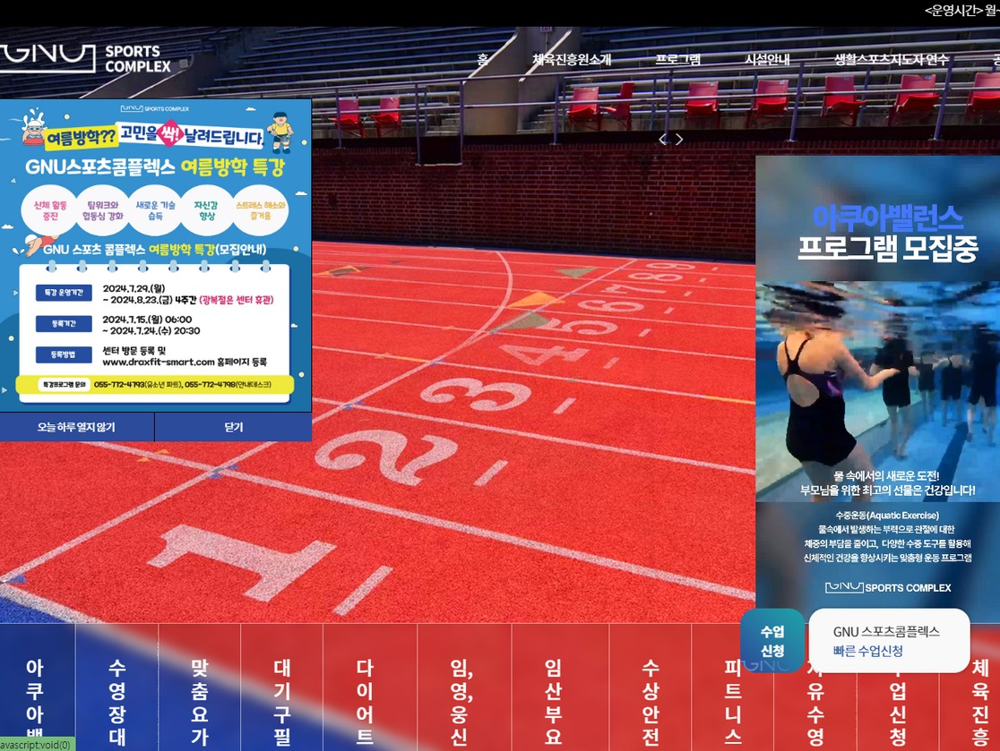 <운영시간> 월~
GNU SPORTS COMPLEX
홈 체육진흥원소개 프로그램 시설안내 생활스포츠지도자 연수
GNU SPORTS COMPLEX
여름방학?? 고민을 싹! 날려드립니다.
GNU스포츠콤플렉스 여름방학 특강
신체 활동 증진
팀워크와 협동심 강화
새로운 기술 습득
자신감 향상
스트레스 해소와 즐거움
GNU 스포츠 콤플렉스 여름방학 특강(모집안내)
특강 운영기간
2024.7.29.(월)
~ 2024.8.23.(금) 4주간 (광복절은 센터 휴관)
등록기간
2024.7.15.(월) 06:00
~ 2024.7.24.(수) 20:30
등록방법
센터 방문 등록 및
www.draxfit-smart.com 홈페이지 등록
특강프로그램 문의 055-772-4793(유소년 파트), 055-772-4798(안내데스크)
오늘 하루 열지 않기
닫기
아쿠아밸런스
프로그램 모집중
물 속에서의 새로운 도전!
부모님을 위한 최고의 선물은 건강입니다!
수중운동(Aquatic Exercise)
물속에서 발생하는 부력으로 관절에 대한
체중의 부담을 줄이고, 다양한 수중 도구를 활용해
신체적인 건강을 향상시키는 맞춤형 운동 프로그램
GNU SPORTS COMPLEX
8
7
6
5
4
3
2
1
수업
신청
GNU 스포츠콤플렉스
빠른 수업신청
아쿠아밸
수영장대
맞춤요가
대기구필
다이어트
임,영,웅신
임산부요
수상안전
피트니스
자유수영
수업신청
체육진흥
avascript:void(0)